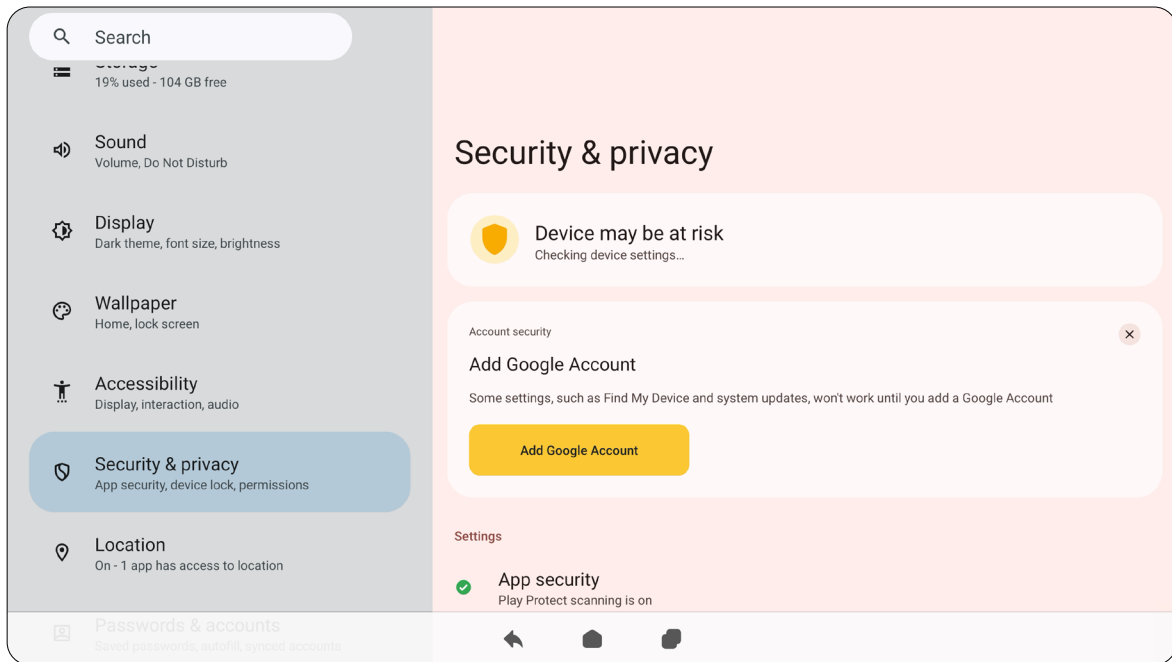 Search
Storage
19% used - 104 GB free
Sound
Volume, Do Not Disturb
Display
Dark theme, font size, brightness
Wallpaper
Home, lock screen
Accessibility
Display, interaction, audio
Security & privacy
App security, device lock, permissions
Location
On - 1 app has access to location
Passwords & accounts
Saved passwords, autofill, synced accounts
Security & privacy
Device may be at risk
Checking device settings...
Account security
Add Google Account
Some settings, such as Find My Device and system updates, won't work until you add a Google Account
Add Google Account
Settings
App security
Play Protect scanning is on